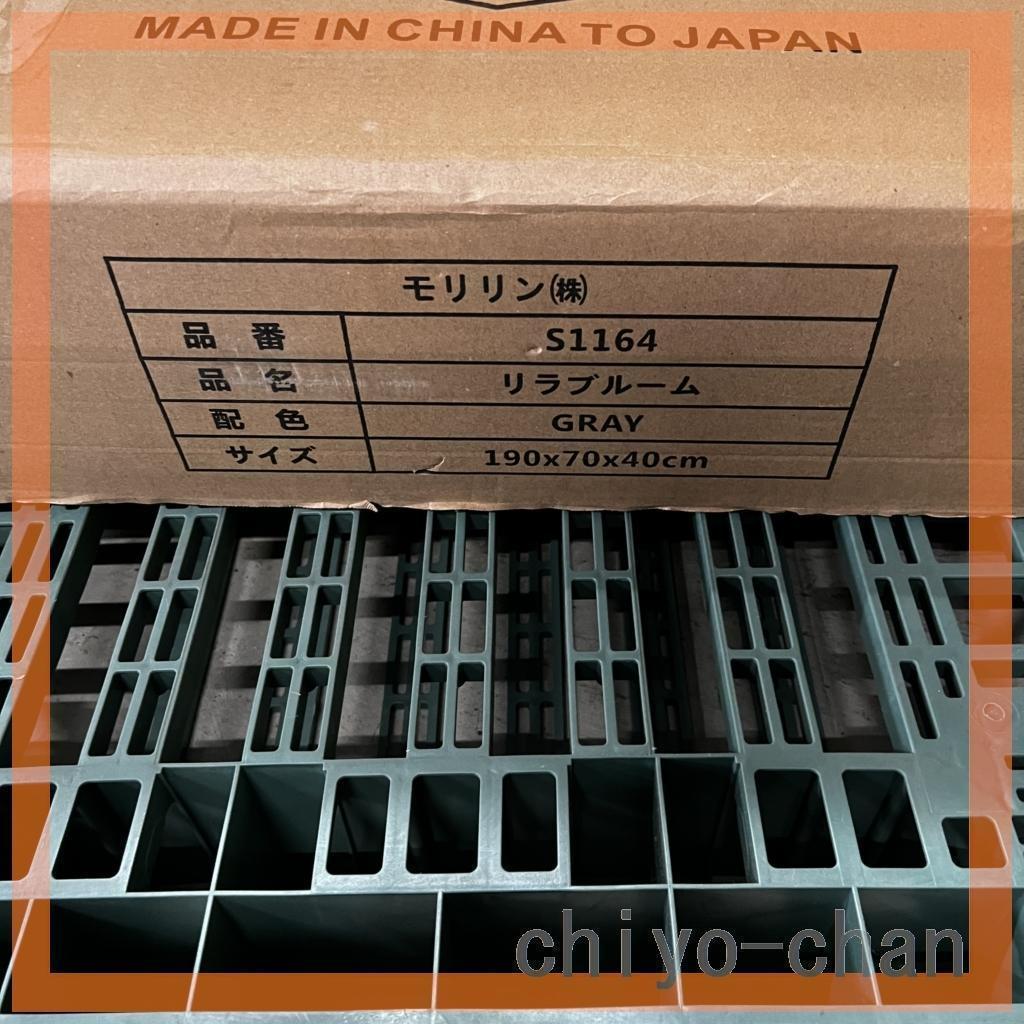 MADE IN CHINA TO JAPAN
モリリン㈱
品 番 S1164
品 名 リラブルーム
配 色 GRAY
サイズ 190x70x40cm
chiyo-chan